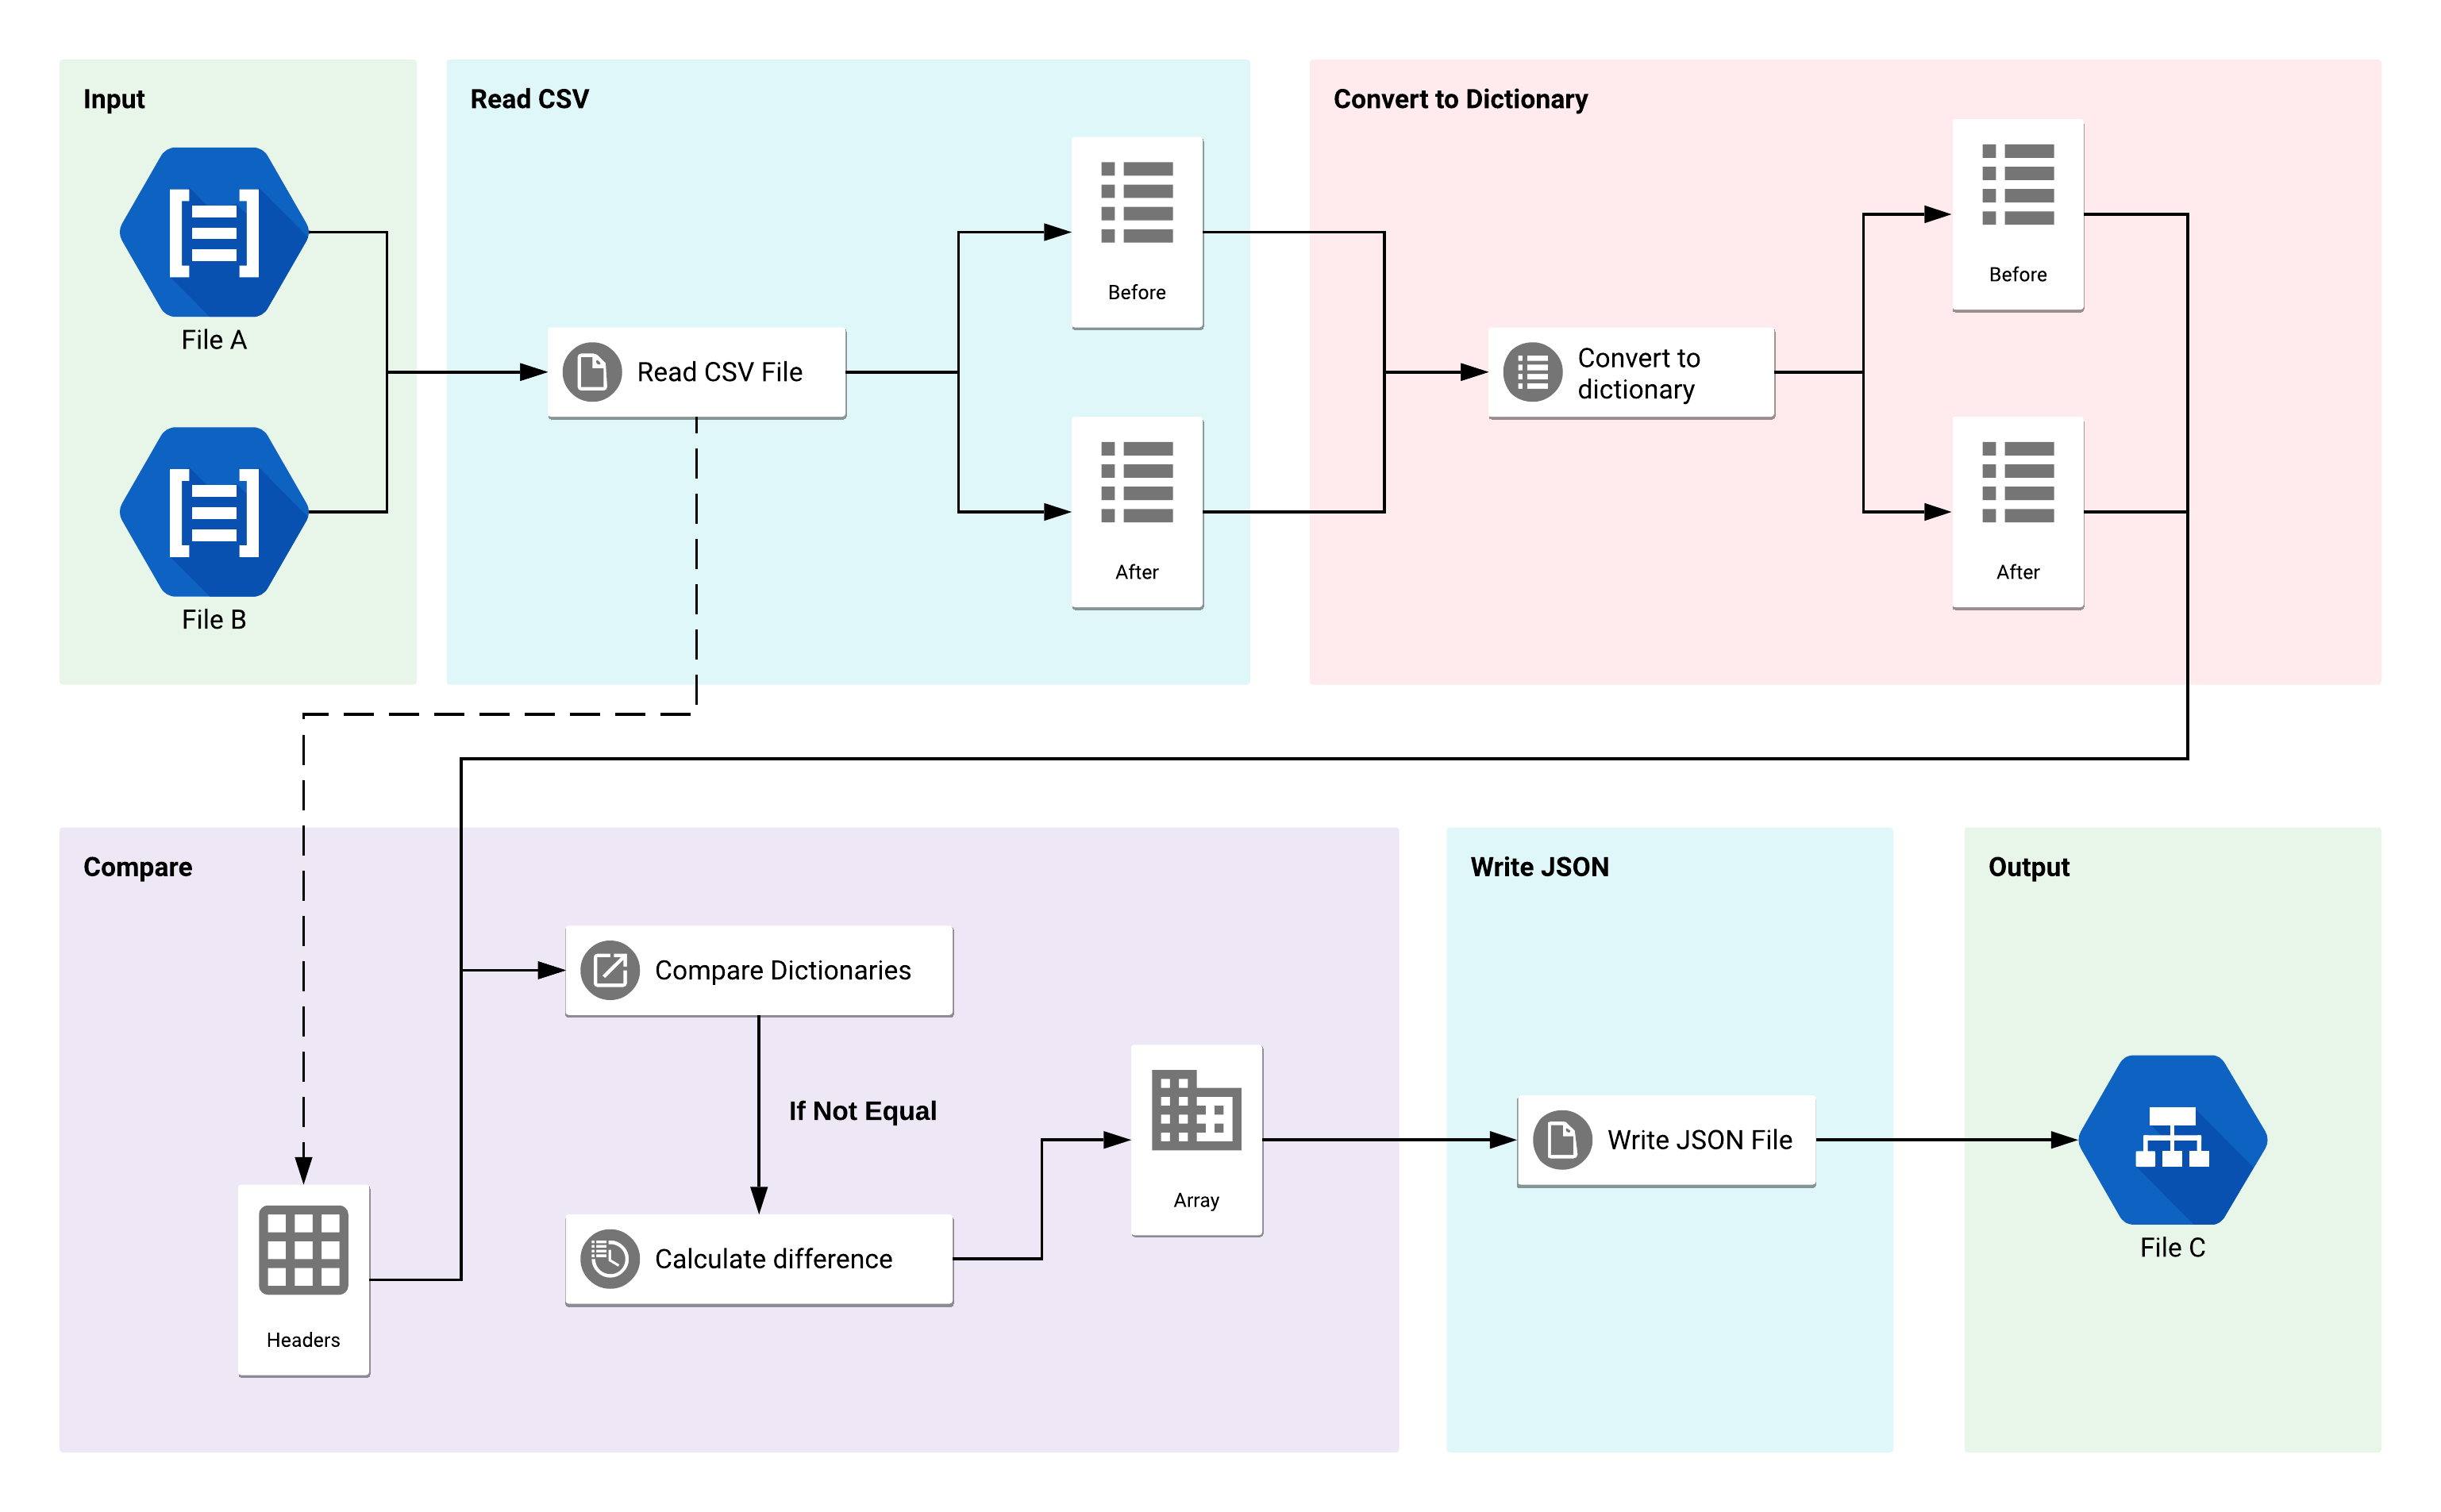 Input
File A
File B
Read CSV
Read CSV File
Before
After
Convert to Dictionary
Convert to
dictionary
Before
After
Compare
Headers
Compare Dictionaries
If Not Equal
Calculate difference
Array
Write JSON
Write JSON File
Output
File C